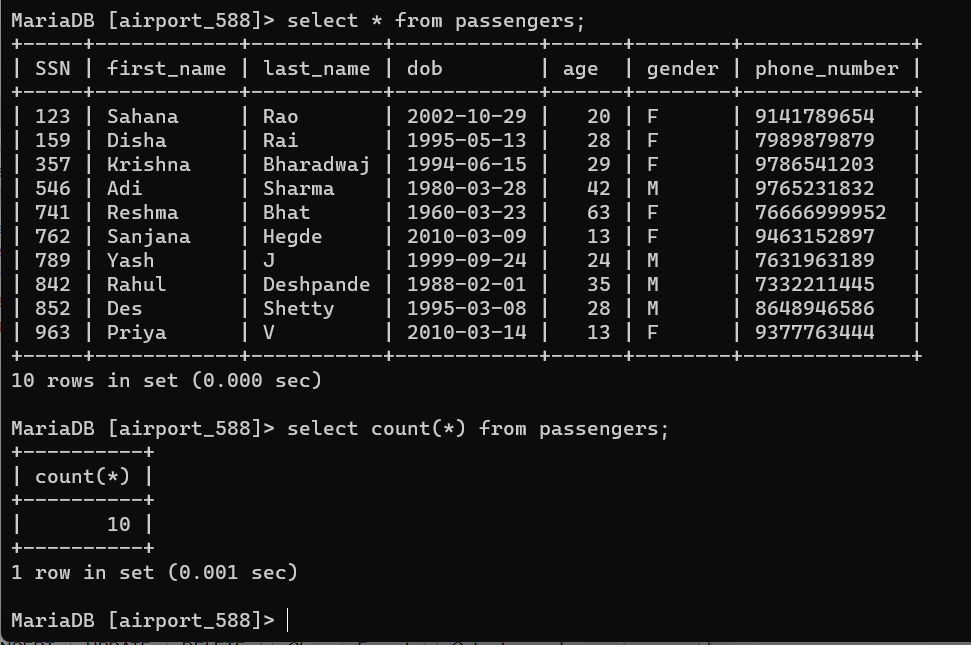 MariaDB [airport_588]> select * from passengers;
+-----+------------+-----------+------------+------+--------+--------------+
| SSN | first_name | last_name | dob        | age  | gender | phone_number |
+-----+------------+-----------+------------+------+--------+--------------+
| 123 | Sahana     | Rao       | 2002-10-29 |   20 | F      | 9141789654   |
| 159 | Disha      | Rai       | 1995-05-13 |   28 | F      | 7989879879   |
| 357 | Krishna    | Bharadwaj | 1994-06-15 |   29 | F      | 9786541203   |
| 546 | Adi        | Sharma    | 1980-03-28 |   42 | M      | 9765231832   |
| 741 | Reshma     | Bhat      | 1960-03-23 |   63 | F      | 76666999952  |
| 762 | Sanjana    | Hegde     | 2010-03-09 |   13 | F      | 9463152897   |
| 789 | Yash       | J         | 1999-09-24 |   24 | M      | 7631963189   |
| 842 | Rahul      | Deshpande | 1988-02-01 |   35 | M      | 7332211445   |
| 852 | Des        | Shetty    | 1995-03-08 |   28 | M      | 8648946586   |
| 963 | Priya      | V         | 2010-03-14 |   13 | F      | 9377763444   |
+-----+------------+-----------+------------+------+--------+--------------+
10 rows in set (0.000 sec)
MariaDB [airport_588]> select count(*) from passengers;
+----------+
| count(*) |
+----------+
|       10 |
+----------+
1 row in set (0.001 sec)
MariaDB [airport_588]>